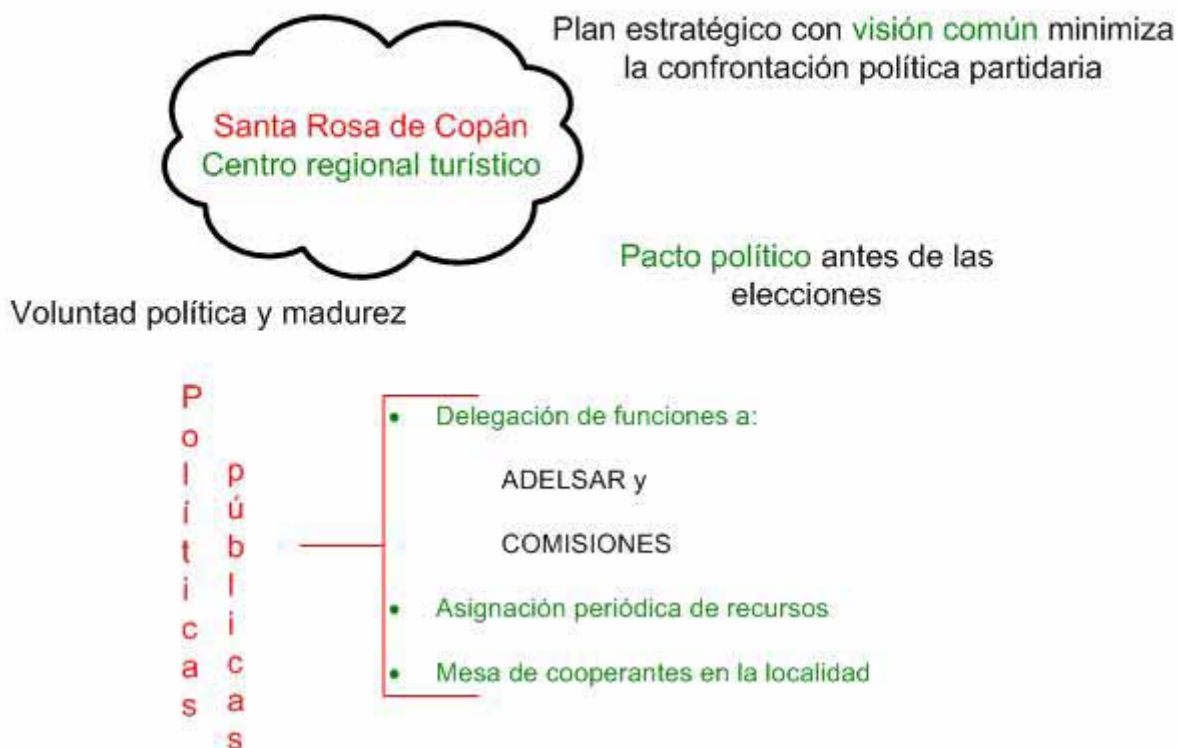 Plan estratégico con visión común minimiza
la confrontación política partidaria
Santa Rosa de Copán
Centro regional turístico
Pacto político antes de las
elecciones
Voluntad política y madurez
Políticas
públicas
• Delegación de funciones a:
ADELSAR y
COMISIONES
• Asignación periódica de recursos
• Mesa de cooperantes en la localidad